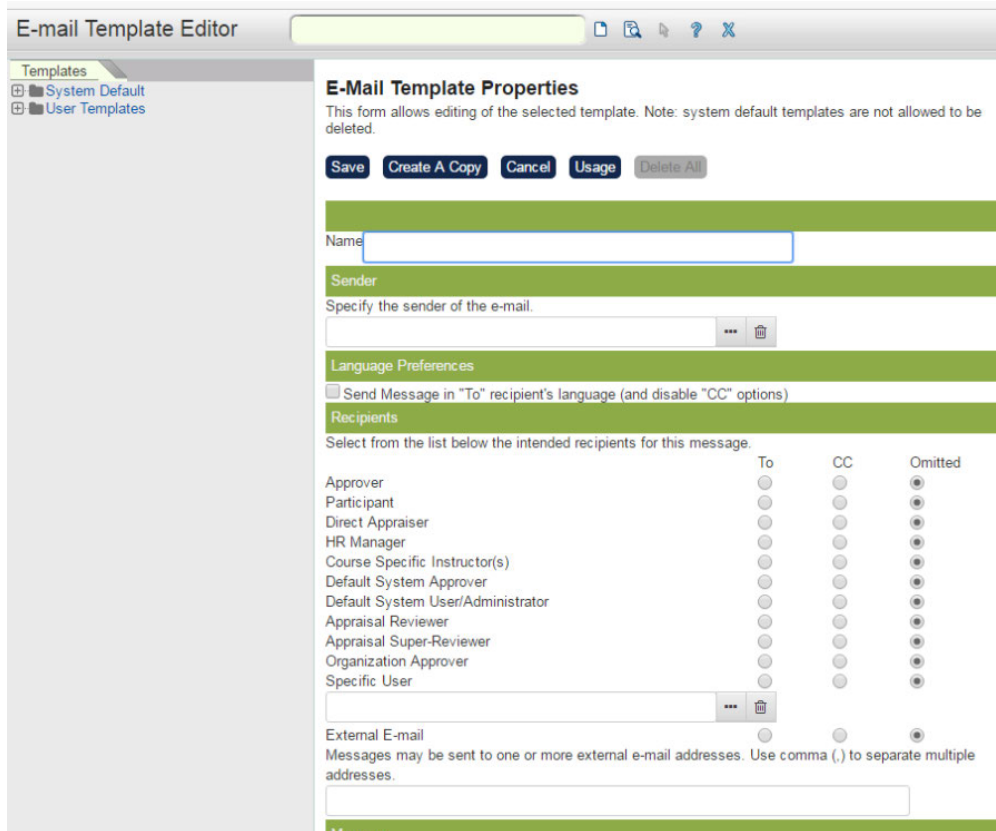 E-mail Template Editor
Templates
System Default
User Templates
E-Mail Template Properties
This form allows editing of the selected template. Note: system default templates are not allowed to be
deleted.
Save Create A Copy Cancel Usage Delete All
Name
Sender
Specify the sender of the e-mail.
Language Preferences
Send Message in "To" recipient's language (and disable "CC" options)
Recipients
Select from the list below the intended recipients for this message.
To CC Omitted
Approver
Participant
Direct Appraiser
HR Manager
Course Specific Instructor(s)
Default System Approver
Default System User/Administrator
Appraisal Reviewer
Appraisal Super-Reviewer
Organization Approver
Specific User
External E-mail
Messages may be sent to one or more external e-mail addresses. Use comma (,) to separate multiple
addresses.